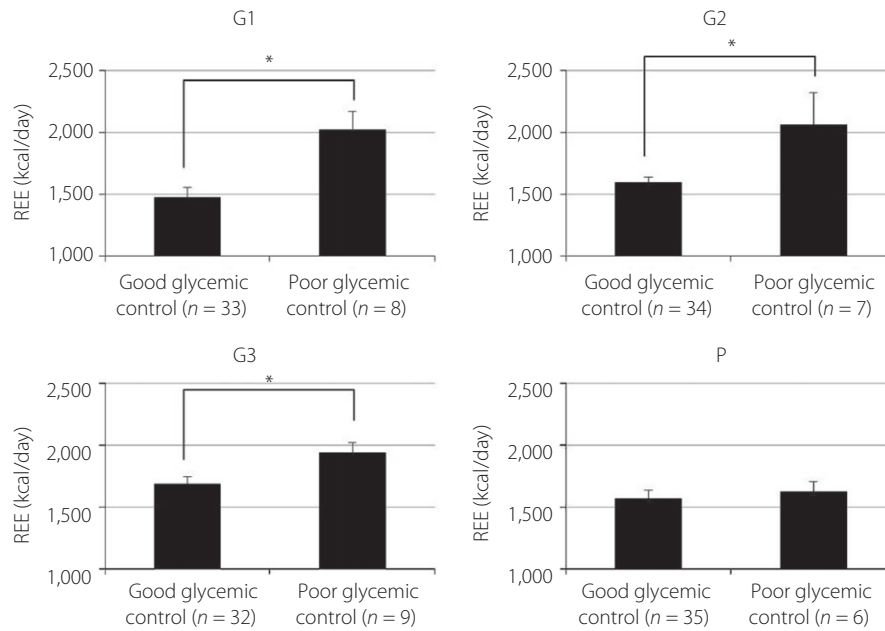 G1
*
2,500
2,000
1,500
1,000
REE (kcal/day)
Good glycemic
control (n = 33)
Poor glycemic
control (n = 8)
G2
*
2,500
2,000
1,500
1,000
REE (kcal/day)
Good glycemic
control (n = 34)
Poor glycemic
control (n = 7)
G3
*
2,500
2,000
1,500
1,000
REE (kcal/day)
Good glycemic
control (n = 32)
Poor glycemic
control (n = 9)
P
2,500
2,000
1,500
1,000
REE (kcal/day)
Good glycemic
control (n = 35)
Poor glycemic
control (n = 6)